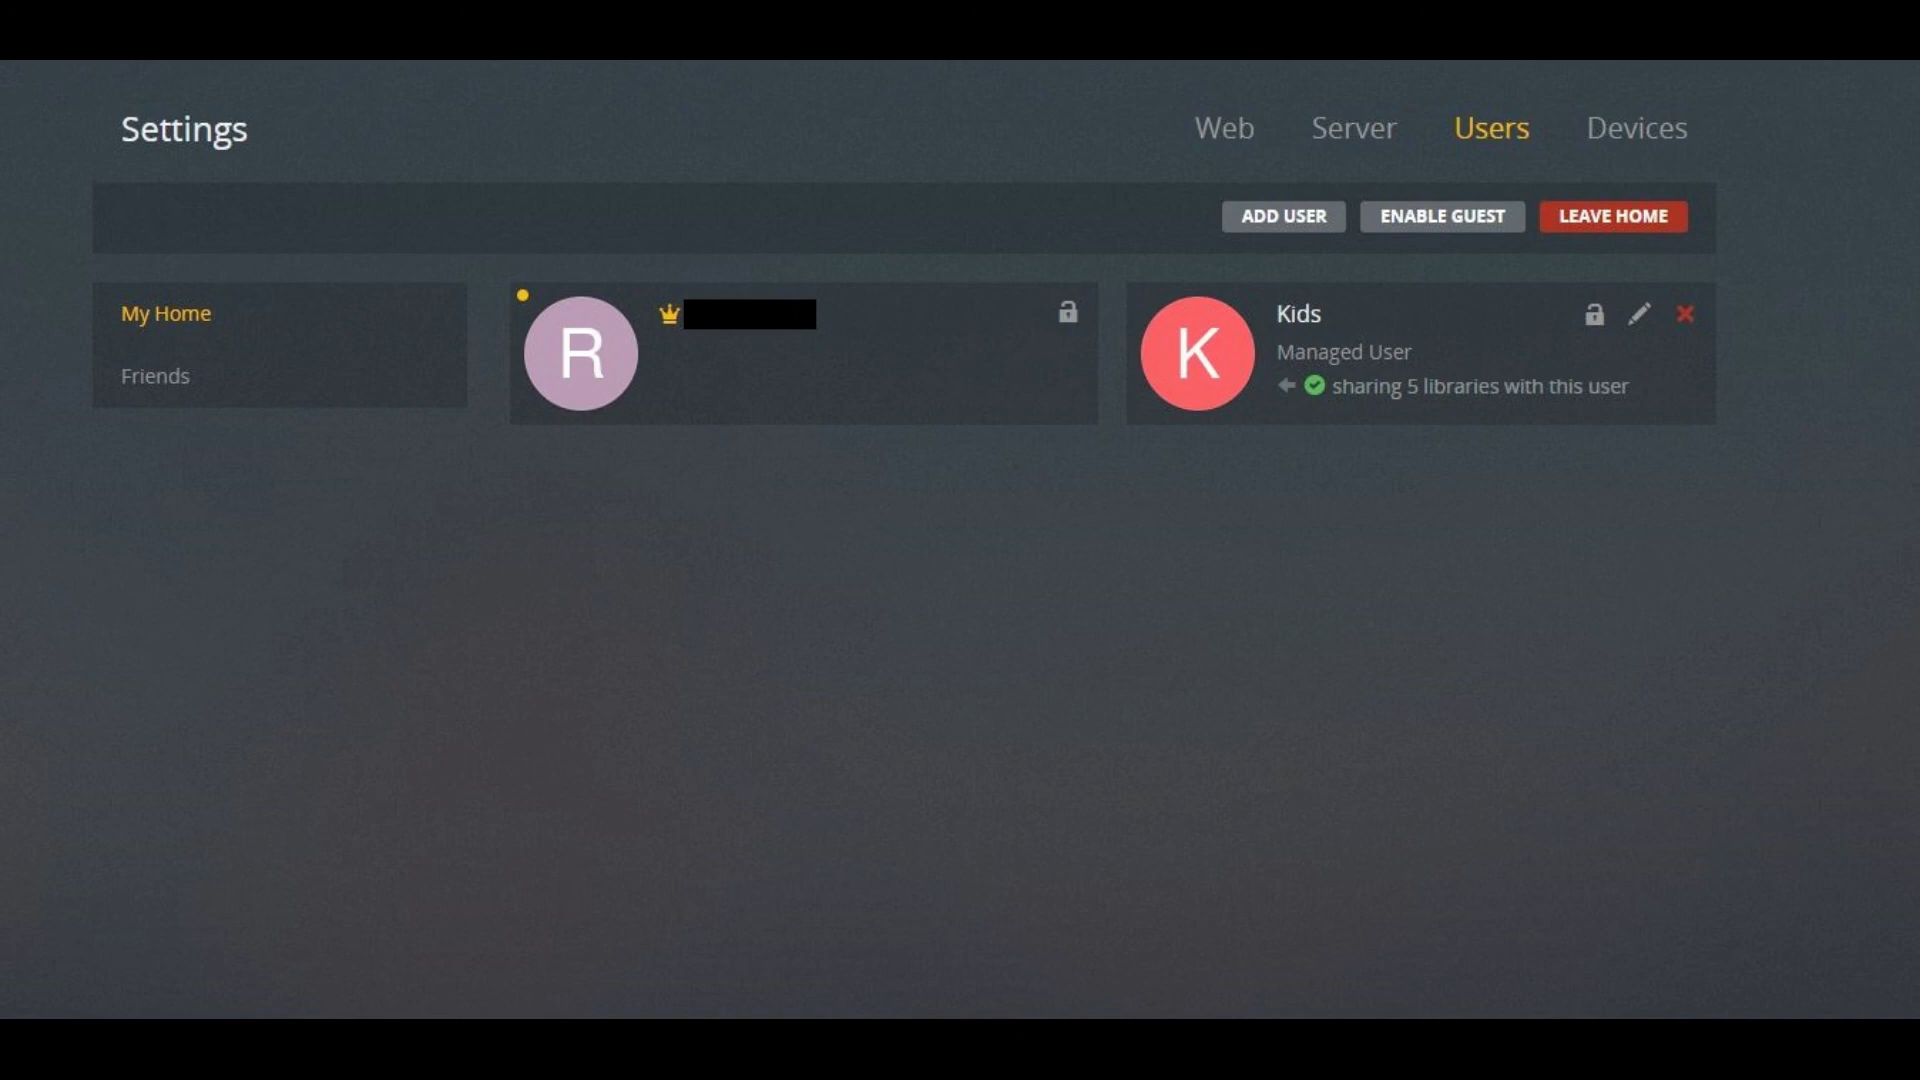 Settings
Web
Server
Users
Devices
ADD USER
ENABLE GUEST
LEAVE HOME
My Home
Friends
R
K
Kids
Managed User
sharing 5 libraries with this user